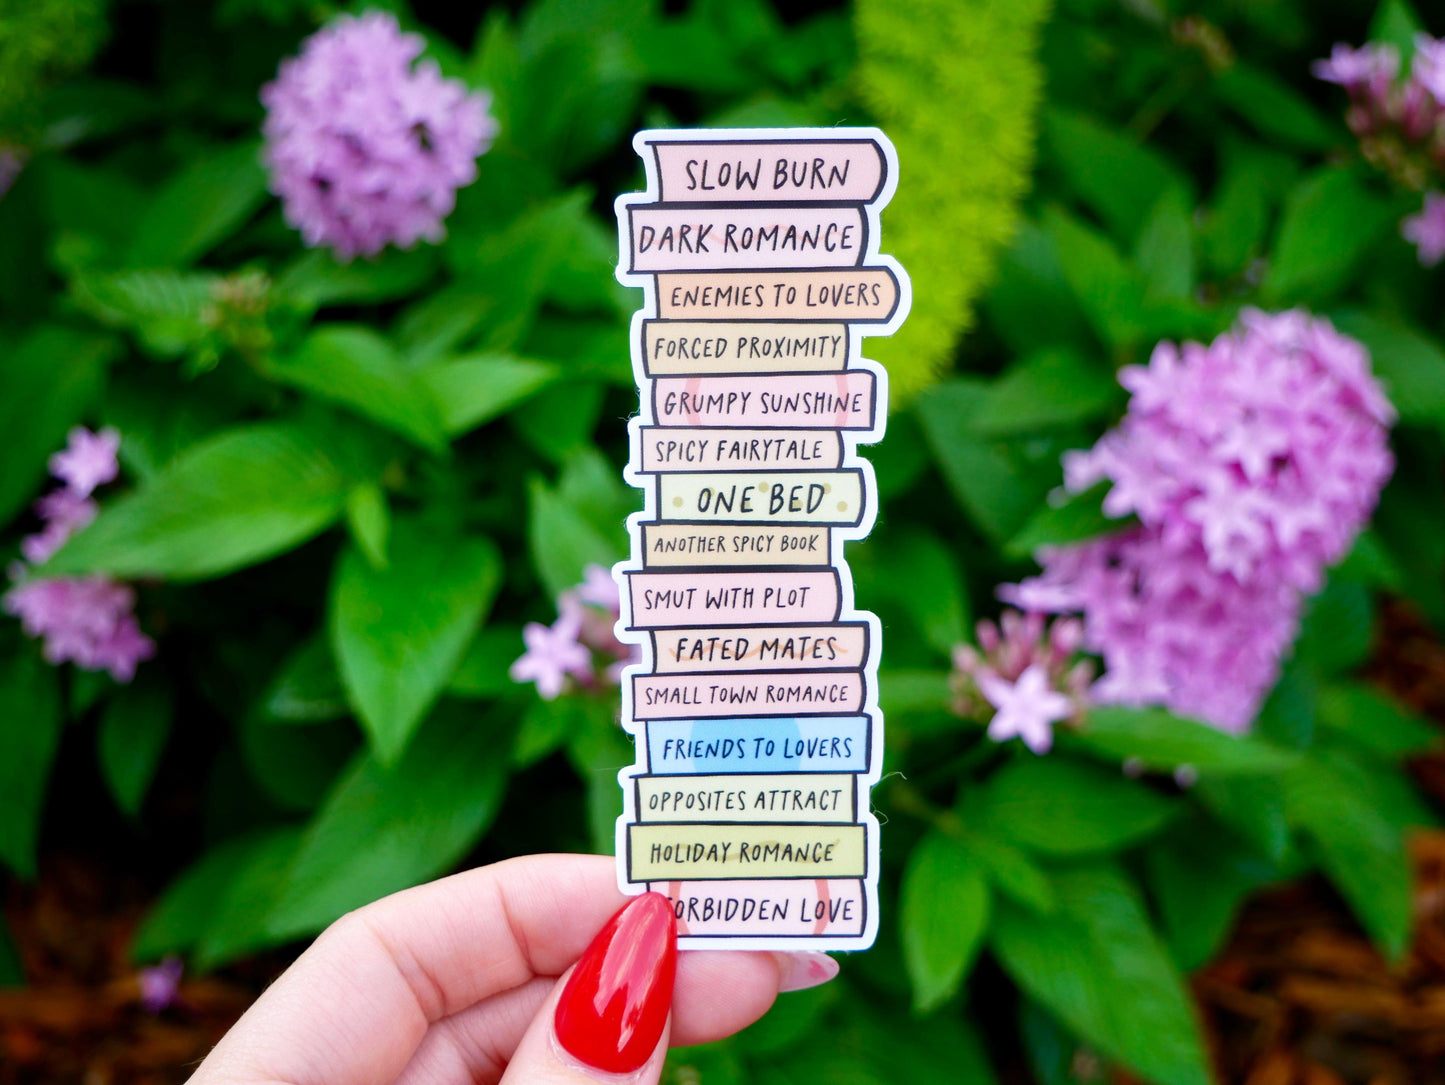 SLOW BURN
DARK ROMANCE
ENEMIES TO LOVERS
FORCED PROXIMITY
GRUMPY SUNSHINE
SPICY FAIRYTALE
ONE BED
ANOTHER SPICY BOOK
SMUT WITH PLOT
FATED MATES
SMALL TOWN ROMANCE
FRIENDS TO LOVERS
OPPOSITES ATTRACT
HOLIDAY ROMANCE
FORBIDDEN LOVE